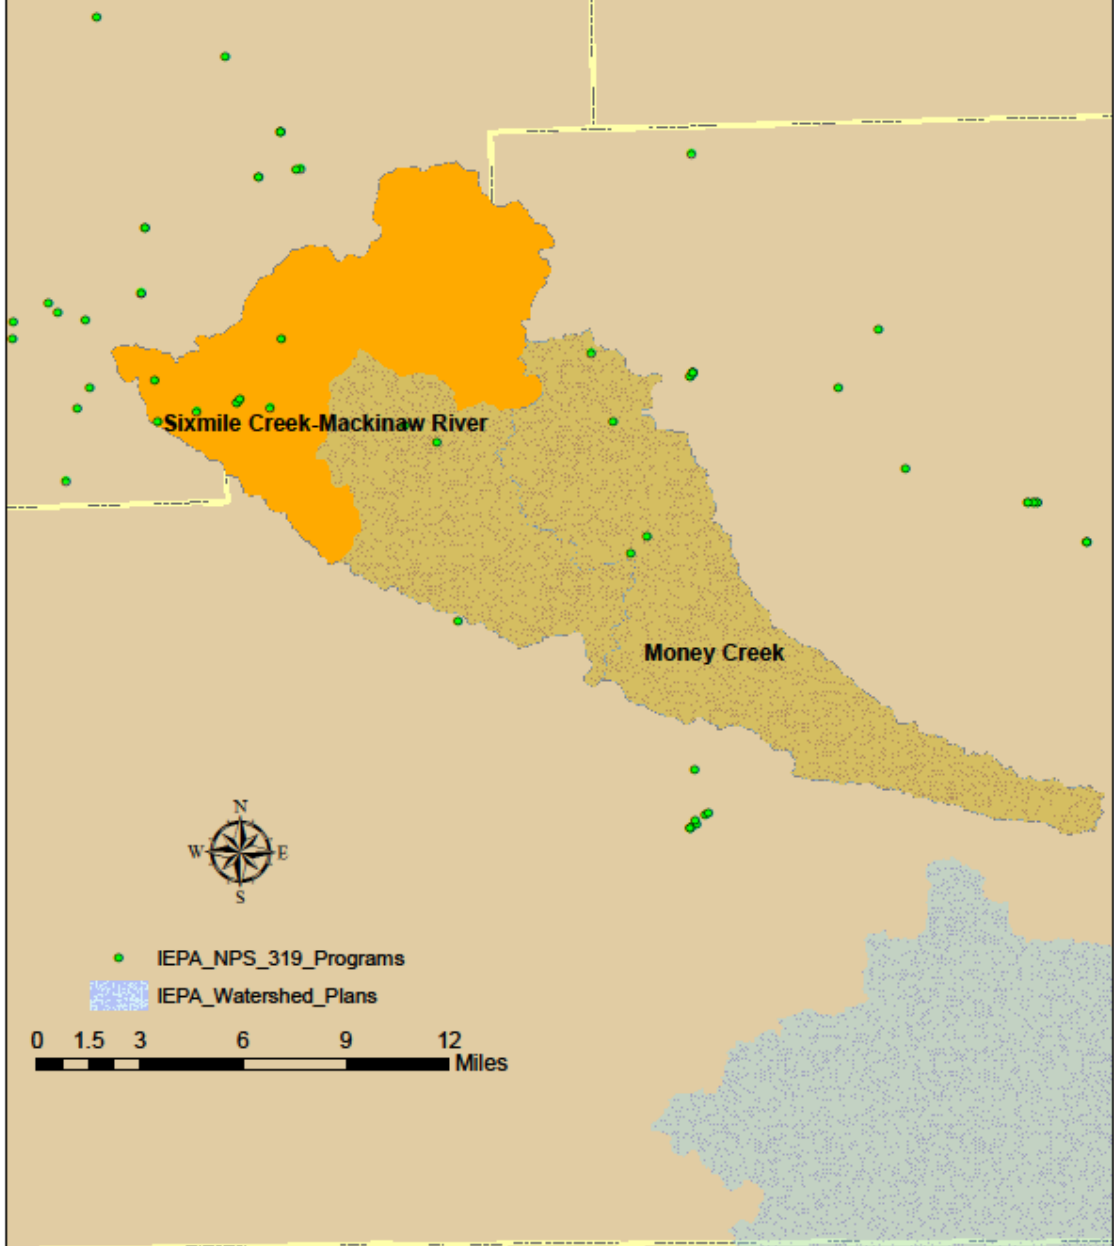 Sixmile Creek-Mackinaw River
Money Creek
N
W E
S
IEPA_NPS_319_Programs
IEPA_Watershed_Plans
0 1.5 3 6 9 12
Miles